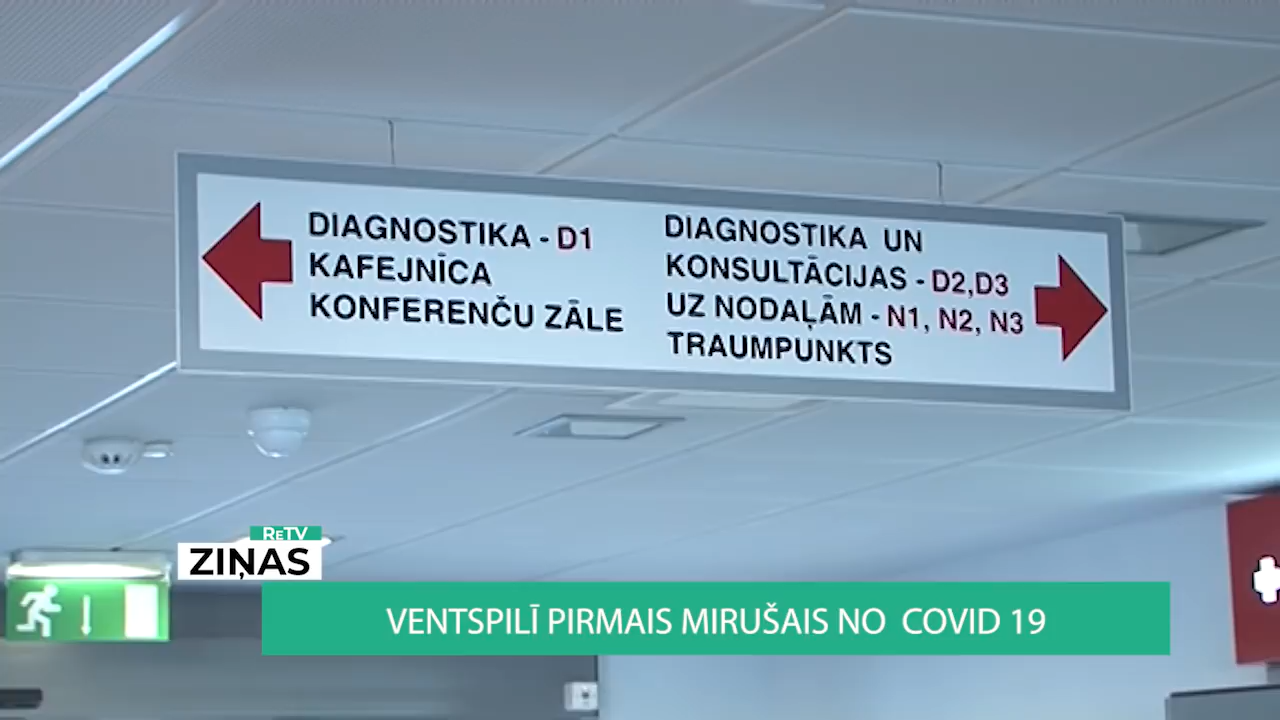 DIAGNOSTIKA - D1
KAFEJNĪCA
KONFERENČU ZĀLE
DIAGNOSTIKA UN
KONSULTĀCIJAS - D2,D3
UZ NODAĻĀM - N1, N2, N3
TRAUMPUNKTS
ReTV
ZIŅAS
VENTSPILĪ PIRMAIS MIRUŠAIS NO COVID 19